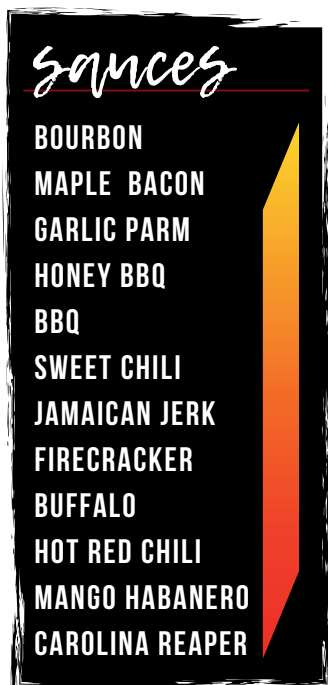 sauces
BOURBON
MAPLE BACON
GARLIC PARM
HONEY BBQ
BBQ
SWEET CHILI
JAMAICAN JERK
FIRECRACKER
BUFFALO
HOT RED CHILI
MANGO HABANERO
CAROLINA REAPER